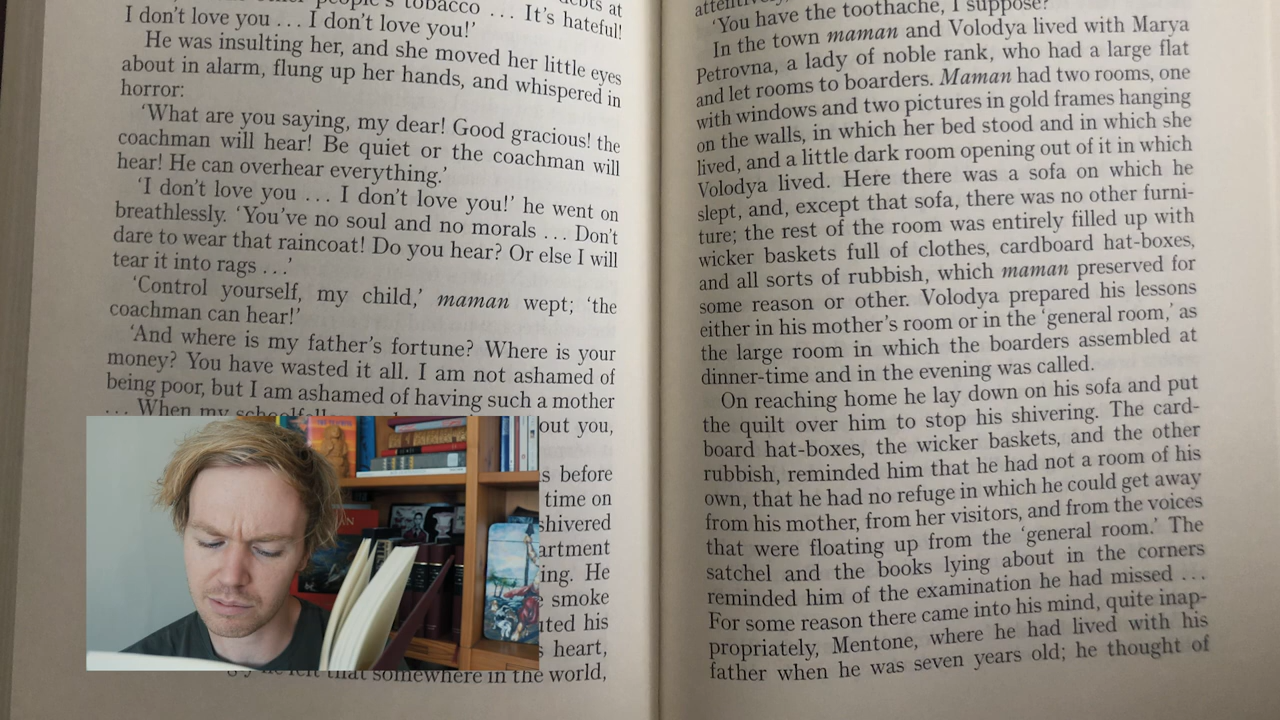 other people's tobacco ... It's hateful!
I don't love you ... I don't love you!'
He was insulting her, and she moved her little eyes
about in alarm, flung up her hands, and whispered in
horror:
'What are you saying, my dear! Good gracious! the
coachman will hear! Be quiet or the coachman will
hear! He can overhear everything.'
'I don't love you ... I don't love you!' he went on
breathlessly. 'You've no soul and no morals ... Don't
dare to wear that raincoat! Do you hear? Or else I will
tear it into rags ...'
'Control yourself, my child,' maman wept; 'the
coachman can hear!'
'And where is my father's fortune? Where is your
money? You have wasted it all. I am not ashamed of
being poor, but I am ashamed of having such a mother
... When my
out you,
before
time on
shivered
artment
ing. He
smoke
uted his
heart,
he felt that somewhere in the world,
'You have the toothache, I suppose?'
In the town maman and Volodya lived with Marya
Petrovna, a lady of noble rank, who had a large flat
and let rooms to boarders. Maman had two rooms, one
with windows and two pictures in gold frames hanging
on the walls, in which her bed stood and in which she
lived, and a little dark room opening out of it in which
Volodya lived. Here there was a sofa on which he
slept, and, except that sofa, there was no other furni-
ture; the rest of the room was entirely filled up with
wicker baskets full of clothes, cardboard hat-boxes,
and all sorts of rubbish, which maman preserved for
some reason or other. Volodya prepared his lessons
either in his mother's room or in the 'general room,' as
the large room in which the boarders assembled at
dinner-time and in the evening was called.
On reaching home he lay down on his sofa and put
the quilt over him to stop his shivering. The card-
board hat-boxes, the wicker baskets, and the other
rubbish, reminded him that he had not a room of his
own, that he had no refuge in which he could get away
from his mother, from her visitors, and from the voices
that were floating up from the 'general room.' The
satchel and the books lying about in the corners
reminded him of the examination he had missed ...
For some reason there came into his mind, quite inap-
propriately, Mentone, where he had lived with his
father when he was seven years old; he thought of